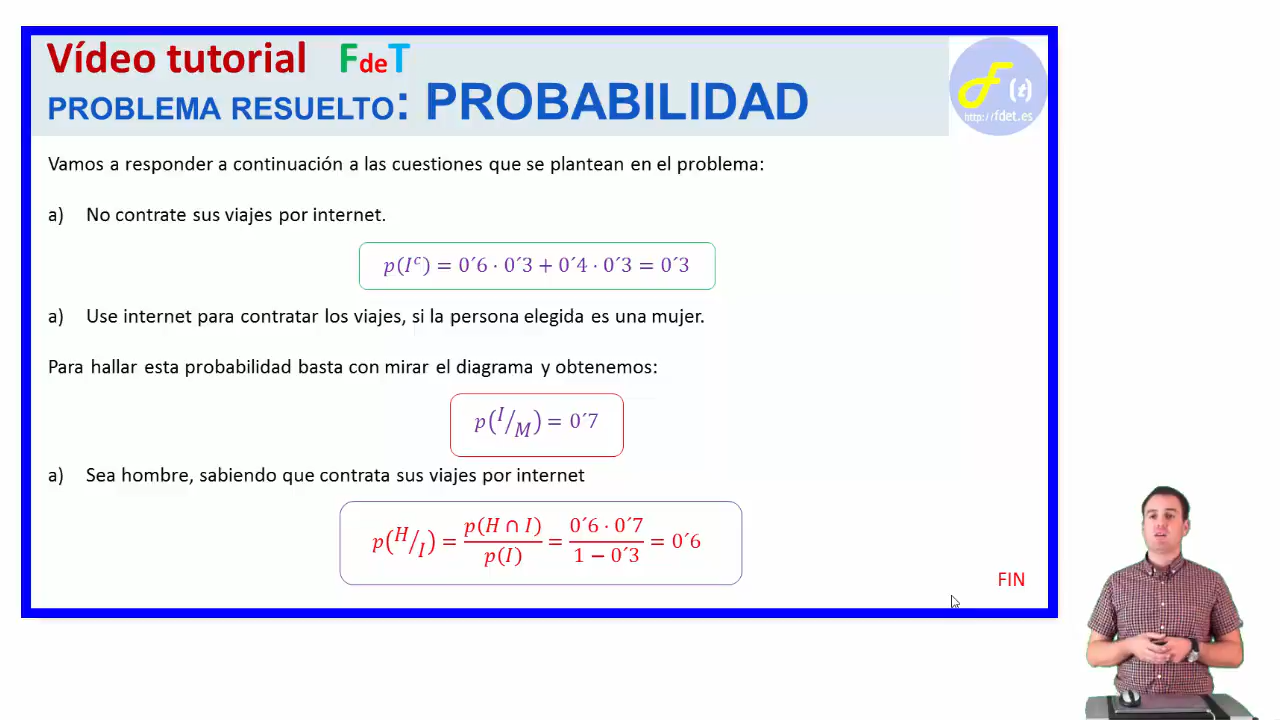 Vídeo tutorial FdeT
PROBLEMA RESUELTO: PROBABILIDAD
F(t)
http://fdet.es
Vamos a responder a continuación a las cuestiones que se plantean en el problema:
a) No contrate sus viajes por internet.
p(I^c) = 0´6 · 0´3 + 0´4 · 0´3 = 0´3
a) Use internet para contratar los viajes, si la persona elegida es una mujer.
Para hallar esta probabilidad basta con mirar el diagrama y obtenemos:
p(I/M) = 0´7
a) Sea hombre, sabiendo que contrata sus viajes por internet
p(H/I) = p(H ∩ I)/p(I) = 0´6 · 0´7/1 − 0´3 = 0´6
FIN